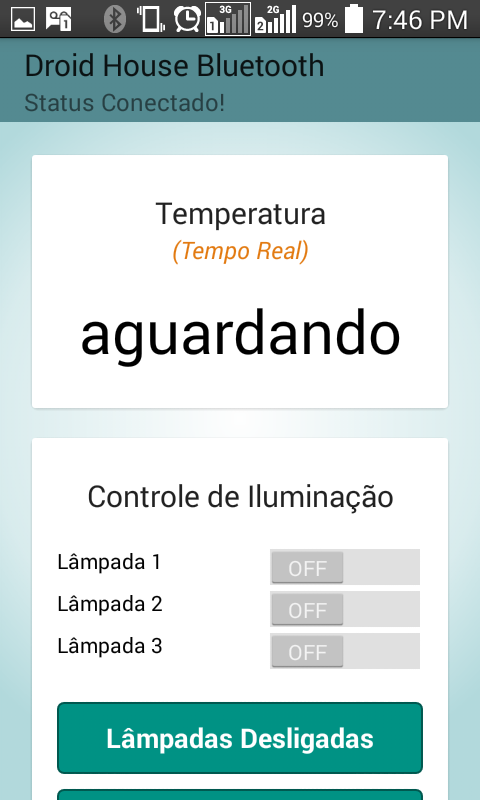 1 3G 1 2G 2 99% 7:46 PM
Droid House Bluetooth
Status Conectado!
Temperatura
(Tempo Real)
aguardando
Controle de Iluminação
Lâmpada 1 OFF
Lâmpada 2 OFF
Lâmpada 3 OFF
Lâmpadas Desligadas